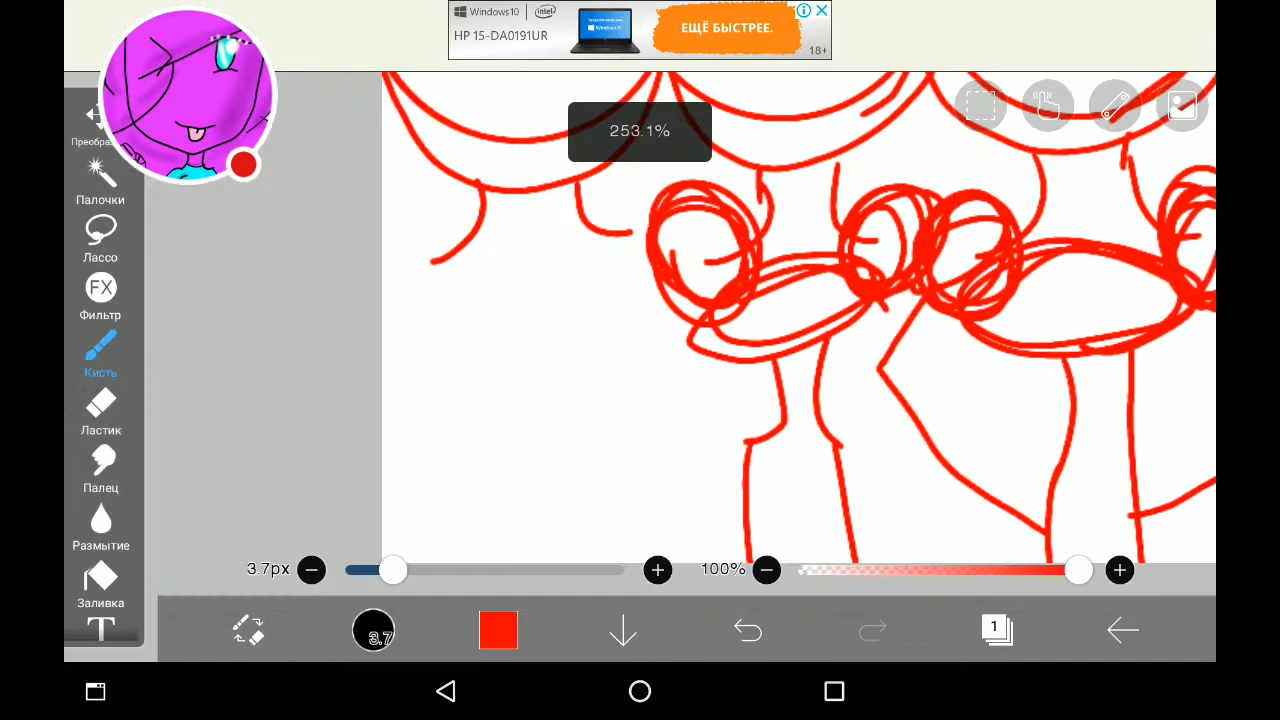 Windows10
intel
HP 15-DA0191UR
ЕЩЁ БЫСТРЕЕ.
18+
253.1%
Палочки
Лассо
FX
Фильтр
Кисть
Ластик
Палец
Размытие
Заливка
T
3.7px
100%
3.7
1